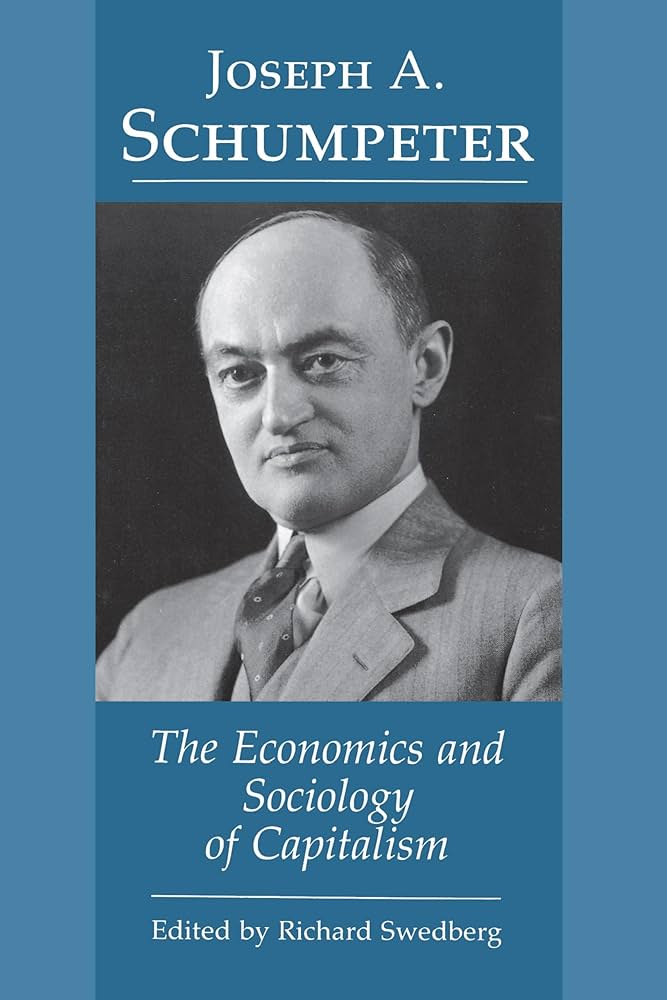 JOSEPH A.
SCHUMPETER
The Economics and
Sociology
of Capitalism
Edited by Richard Swedberg